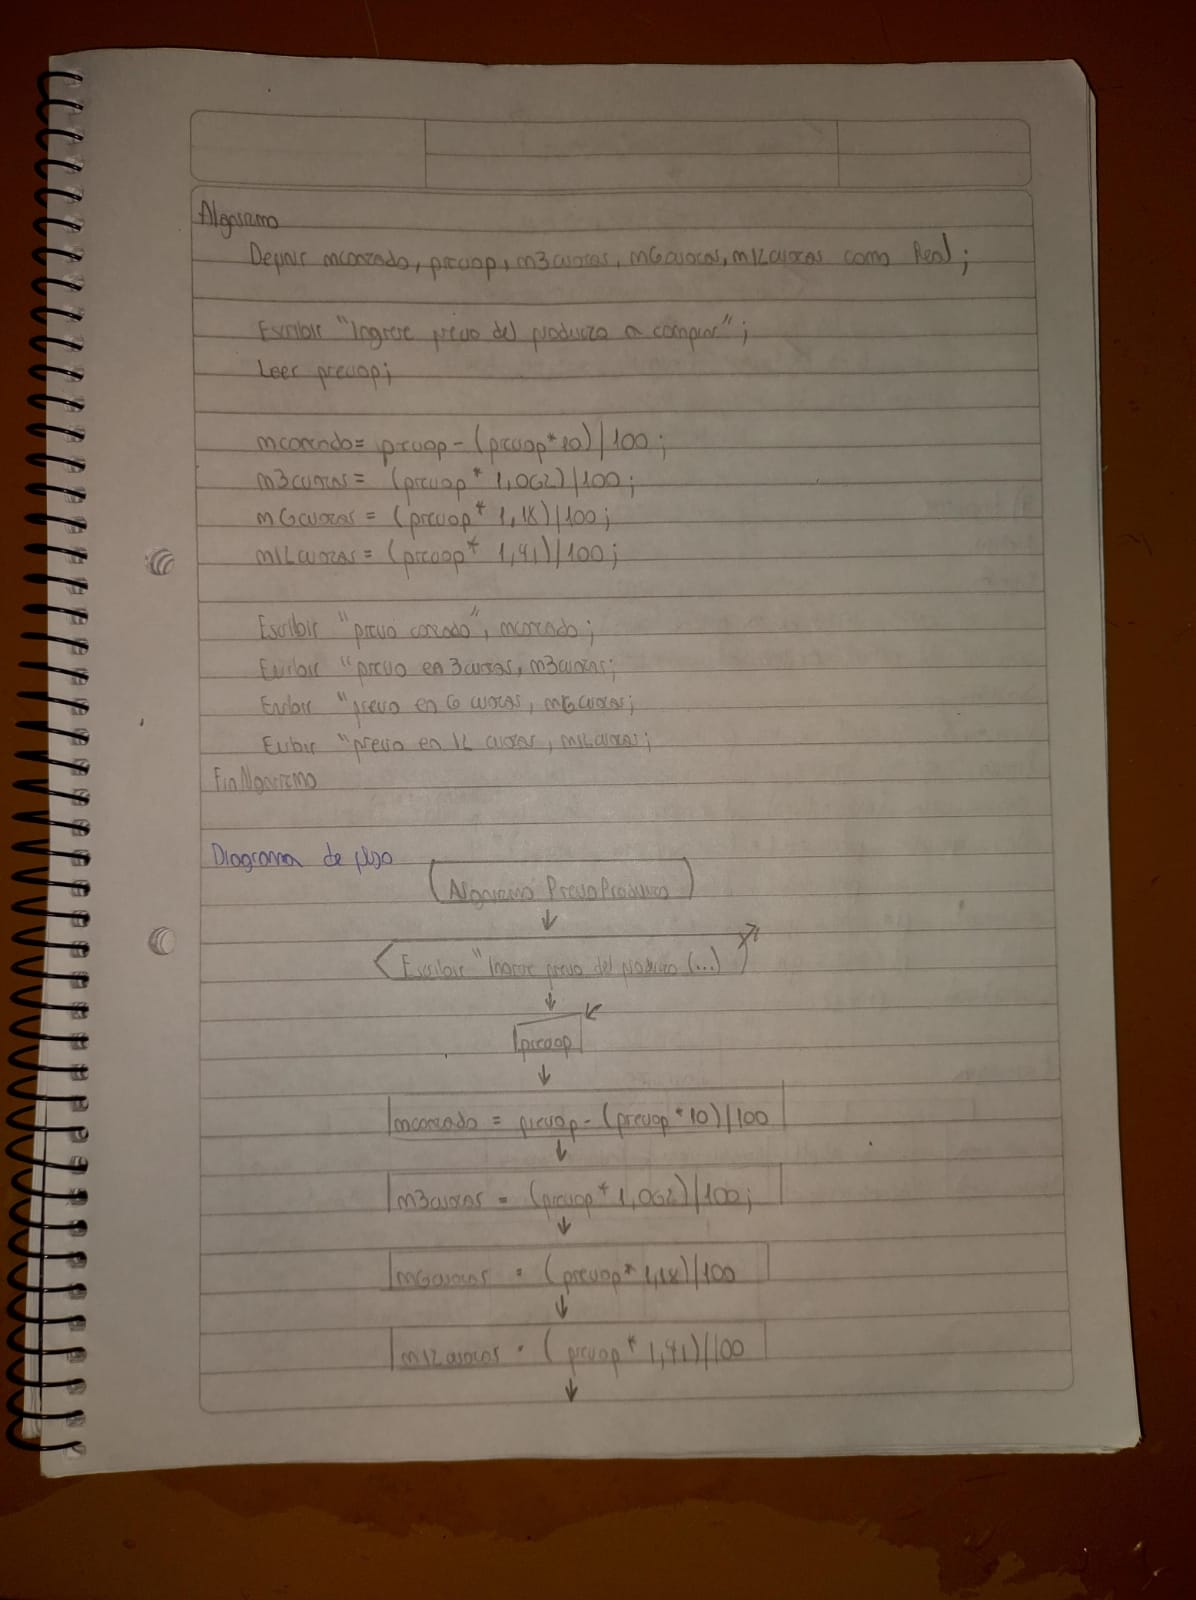 Algoritmo
Definir mcontado, preciop, m3cuotas, m6cuotas, m12cuotas como Real;
Escribir "Ingrese precio del producto a comprar";
Leer preciop;
mcontado= preciop - (preciop*10)/100;
m3cuotas= (preciop * 1,062)/100;
m6cuotas = (preciop * 1,18)/100;
m12cuotas = (preciop * 1,41)/100;
Escribir "precio contado", mcontado;
Escribir "precio en 3 cuotas, m3cuotas;
Escribir "precio en 6 cuotas, m6cuotas;
Escribir "precio en 12 cuotas, m12cuotas;
FinAlgoritmo
Diagrama de flujo
Algoritmo PrecioProducto
Escribir "Ingrese precio del producto (...)
preciop
mcontado = preciop - (preciop * 10)/100
m3cuotas = (preciop * 1,062)/100;
m6cuotas = (preciop * 1,18)/100
m12cuotas = (preciop * 1,41)/100